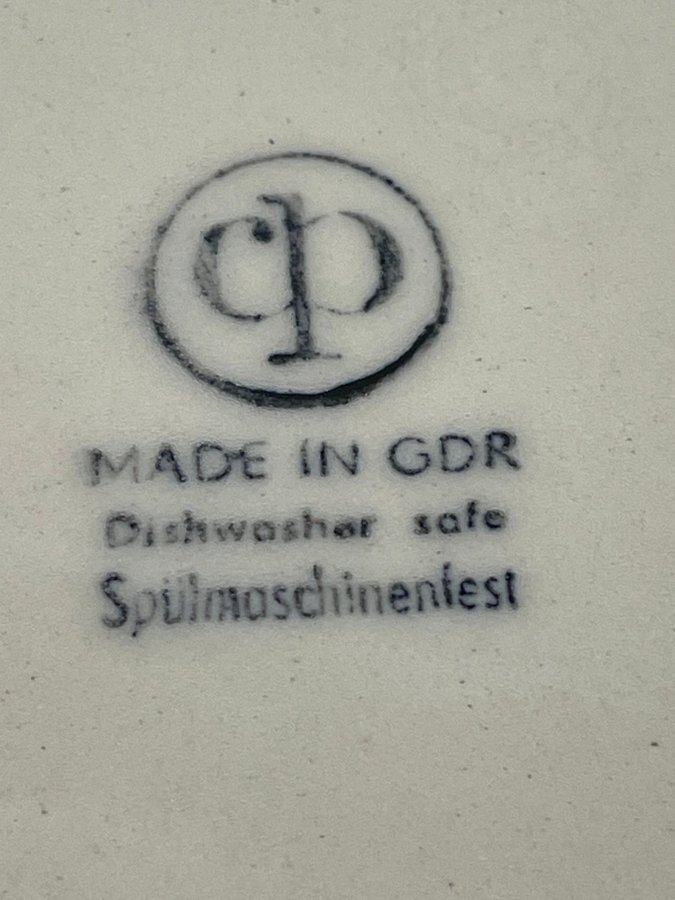 cp
MADE IN GDR
Dishwasher safe
Spülmaschinenfest